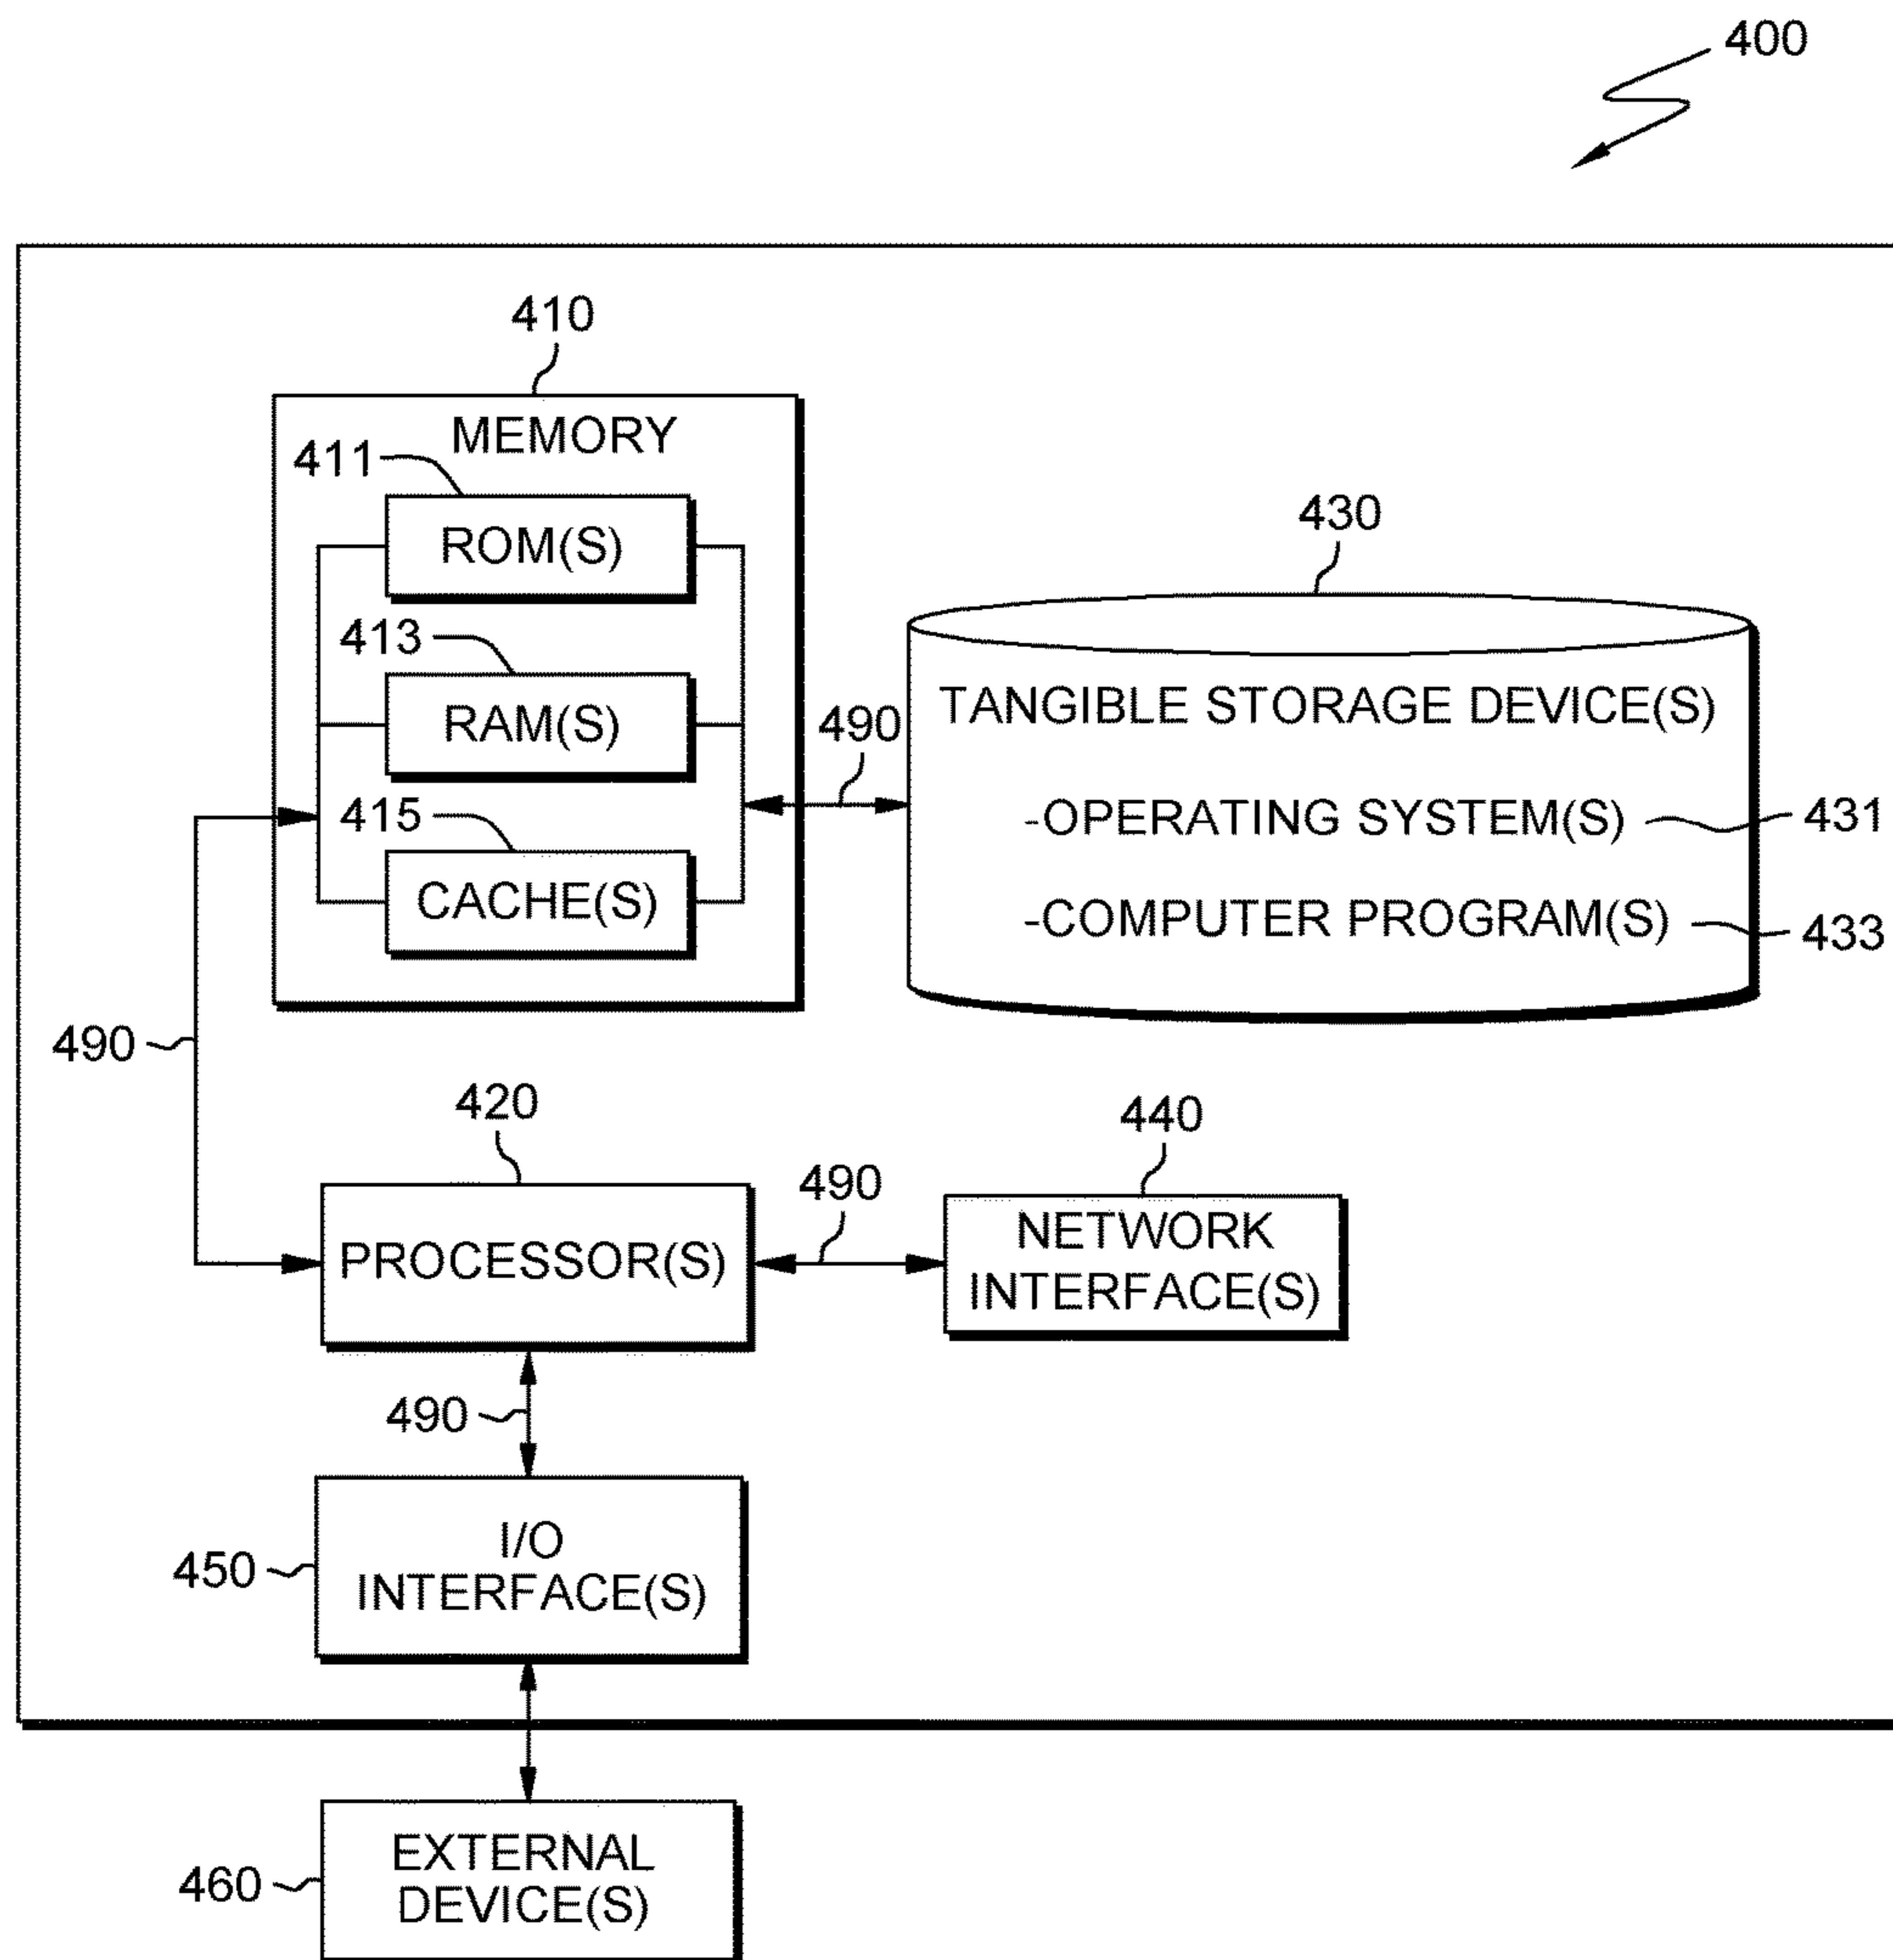 400
410
MEMORY
411
ROM(S)
430
413
RAM(S)
490
TANGIBLE STORAGE DEVICE(S)
415
-OPERATING SYSTEM(S)
431
CACHE(S)
-COMPUTER PROGRAM(S)
433
490
420
440
490
PROCESSOR(S)
NETWORK
INTERFACE(S)
490
I/O
INTERFACE(S)
450
EXTERNAL
DEVICE(S)
460